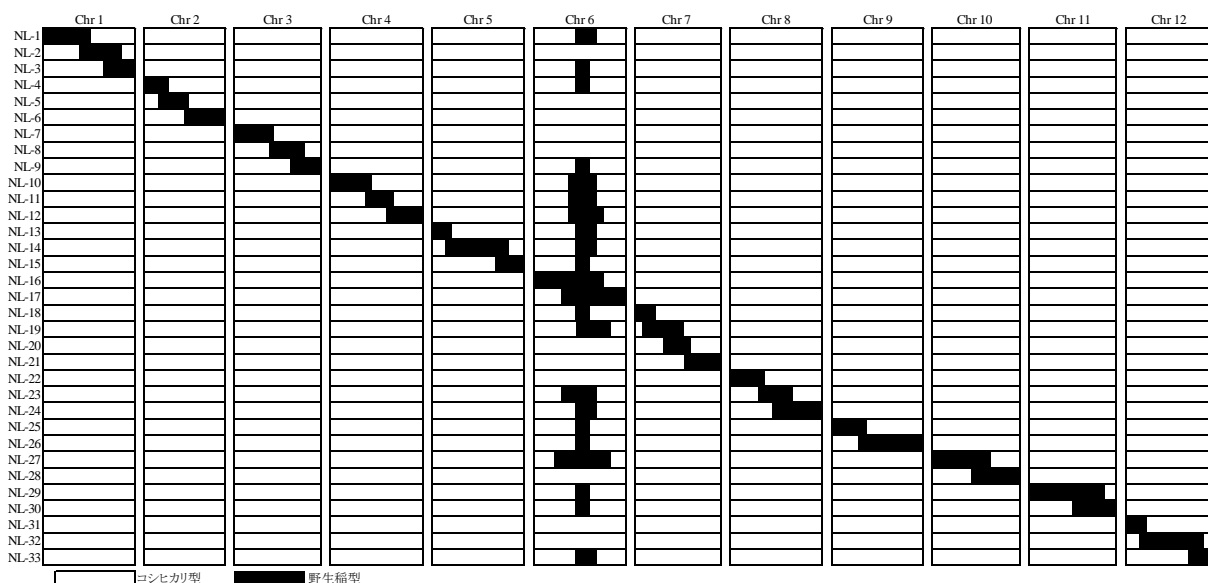 Chr 1 Chr 2 Chr 3 Chr 4 Chr 5 Chr 6 Chr 7 Chr 8 Chr 9 Chr 10 Chr 11 Chr 12
NL-1
NL-2
NL-3
NL-4
NL-5
NL-6
NL-7
NL-8
NL-9
NL-10
NL-11
NL-12
NL-13
NL-14
NL-15
NL-16
NL-17
NL-18
NL-19
NL-20
NL-21
NL-22
NL-23
NL-24
NL-25
NL-26
NL-27
NL-28
NL-29
NL-30
NL-31
NL-32
NL-33
コシヒカリ型 野生稲型